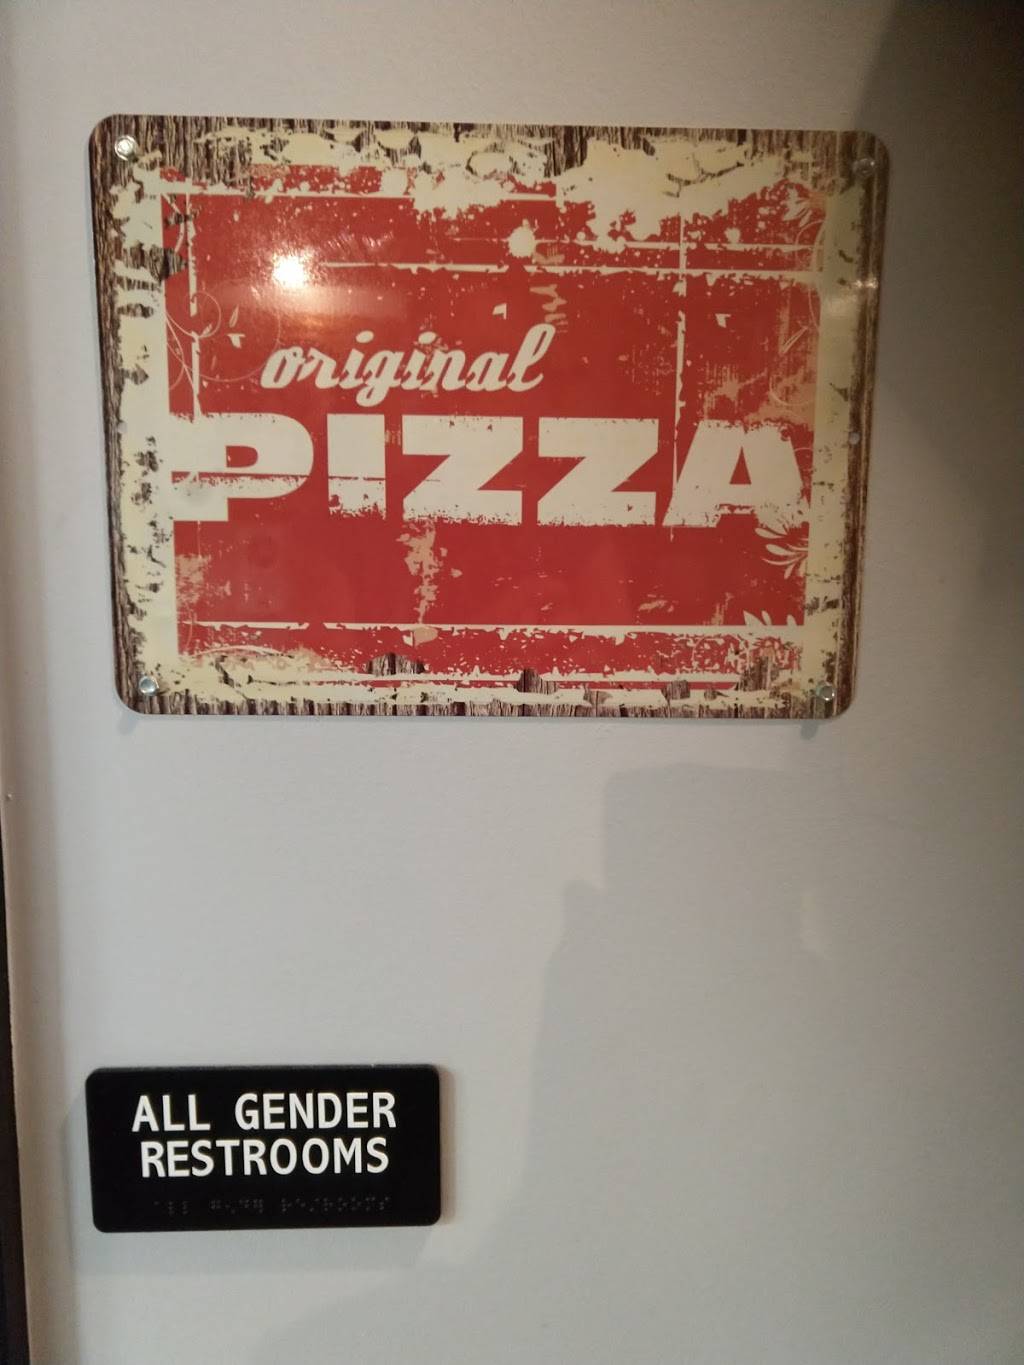 original
PIZZA
ALL GENDER
RESTROOMS